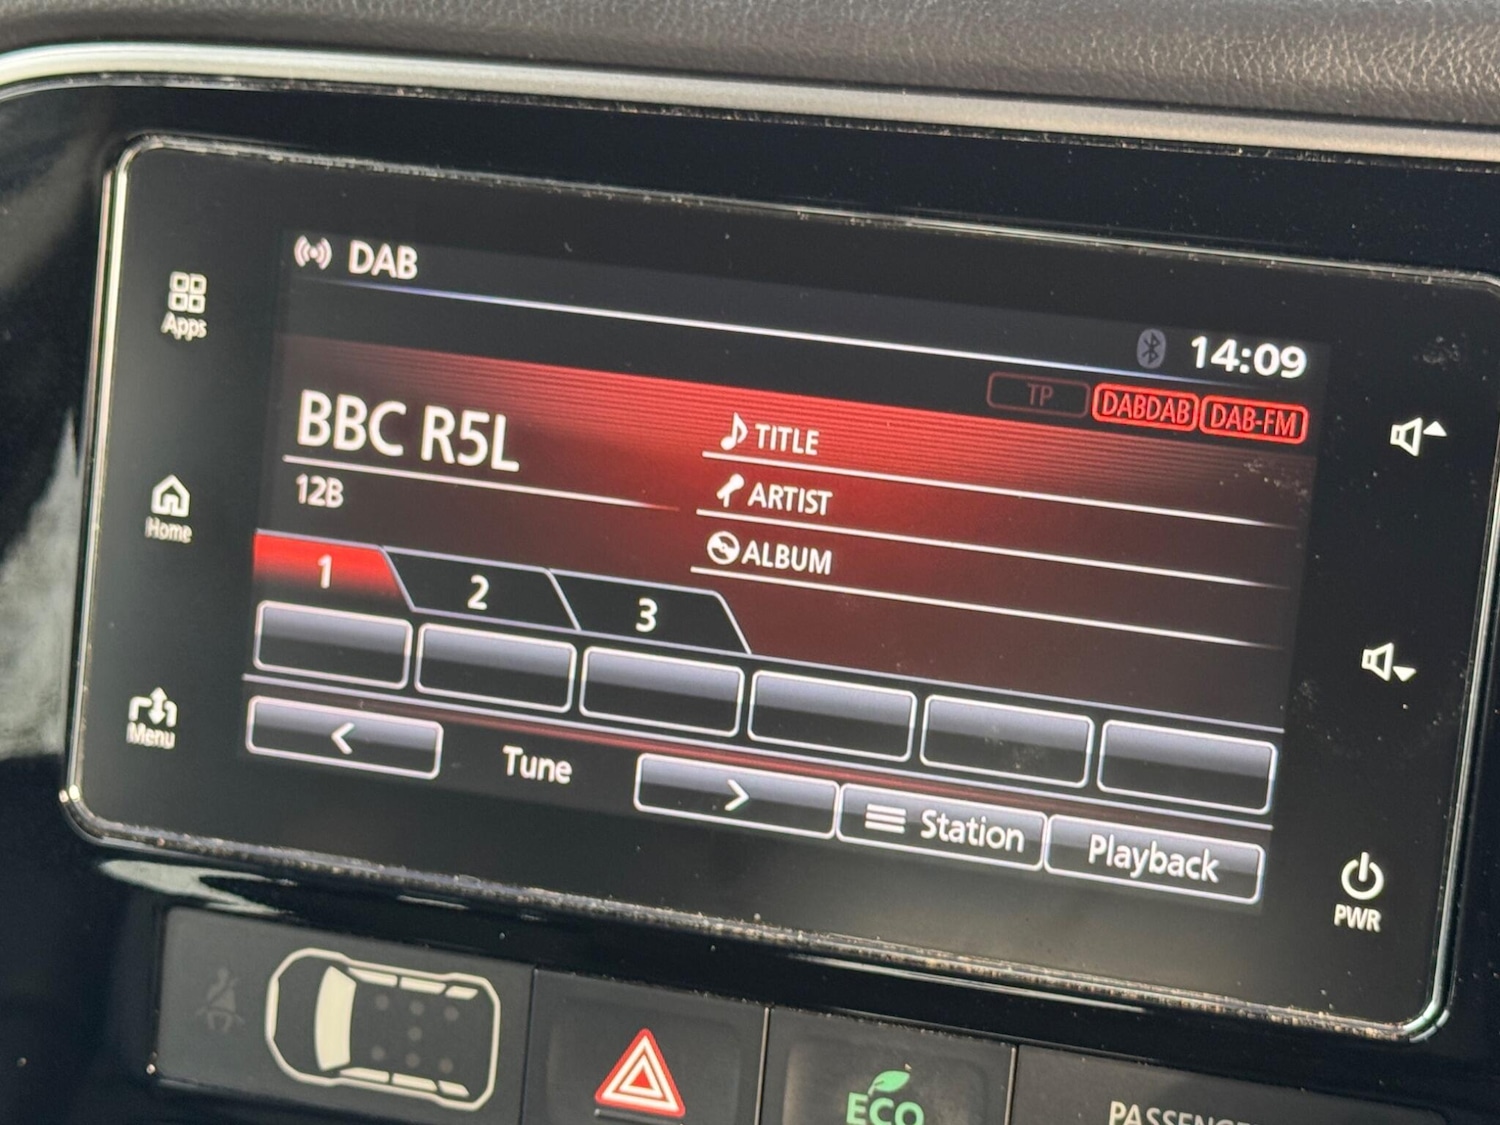 DAB
14:09
TP DABDAB DAB-FM
BBC R5L
12B
TITLE
ARTIST
ALBUM
1 2 3
< Tune > Station Playback
Apps
Home
Menu
PWR
ECO
PASSENGE